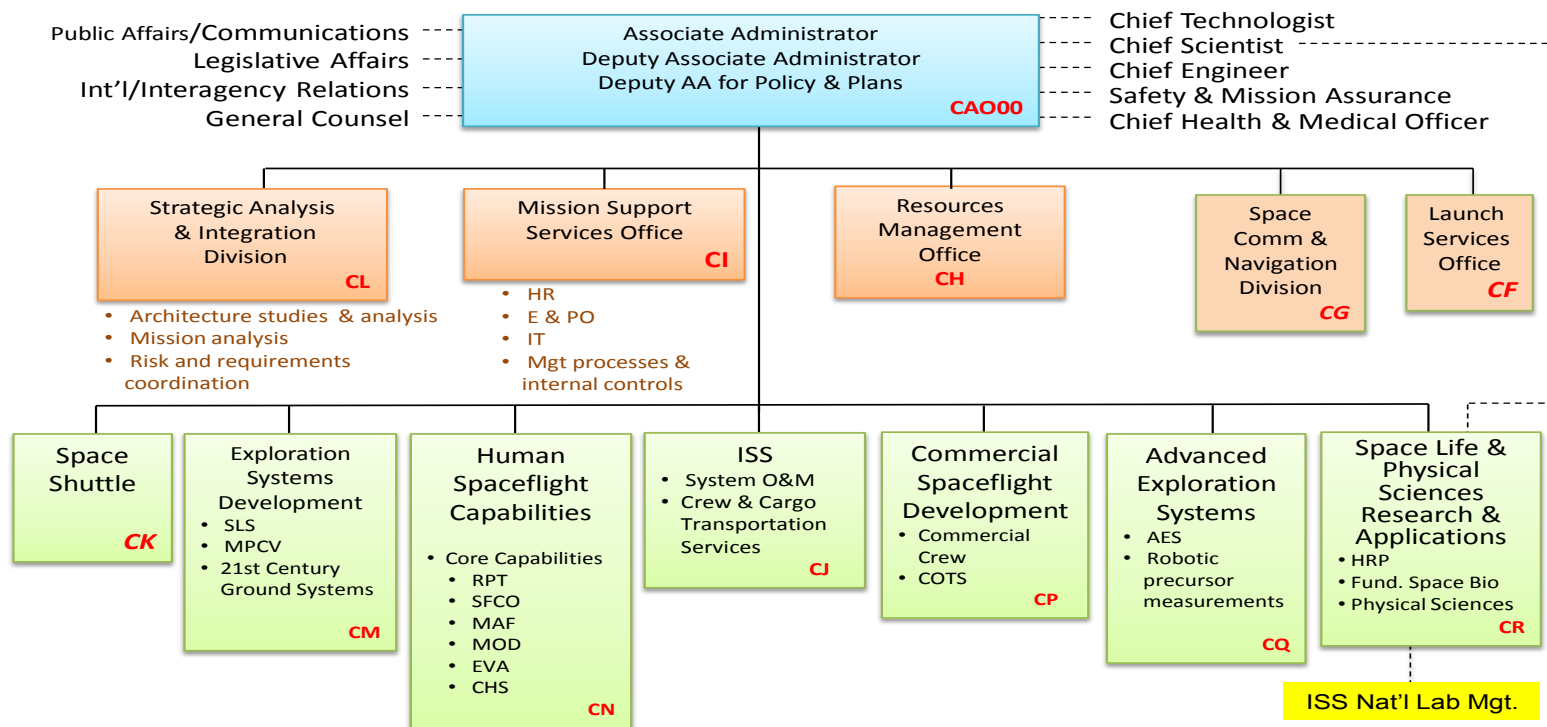 Public Affairs/Communications
Legislative Affairs
Int'l/Interagency Relations
General Counsel
Associate Administrator
Deputy Associate Administrator
Deputy AA for Policy & Plans
CAO00
Chief Technologist
Chief Scientist
Chief Engineer
Safety & Mission Assurance
Chief Health & Medical Officer
Strategic Analysis
& Integration
Division
CL
• Architecture studies & analysis
• Mission analysis
• Risk and requirements
coordination
Mission Support
Services Office
CI
• HR
• E & PO
• IT
• Mgt processes &
internal controls
Resources
Management
Office
CH
Space
Comm &
Navigation
Division
CG
Launch
Services
Office
CF
Space
Shuttle
CK
Exploration
Systems
Development
• SLS
• MPCV
• 21st Century
Ground Systems
CM
Human
Spaceflight
Capabilities
• Core Capabilities
• RPT
• SFCO
• MAF
• MOD
• EVA
• CHS
CN
ISS
• System O&M
• Crew & Cargo
Transportation
Services
CJ
Commercial
Spaceflight
Development
• Commercial
Crew
• COTS
CP
Advanced
Exploration
Systems
• AES
• Robotic
precursor
measurements
CQ
Space Life &
Physical
Sciences
Research &
Applications
• HRP
• Fund. Space Bio
• Physical Sciences
CR
ISS Nat'l Lab Mgt.